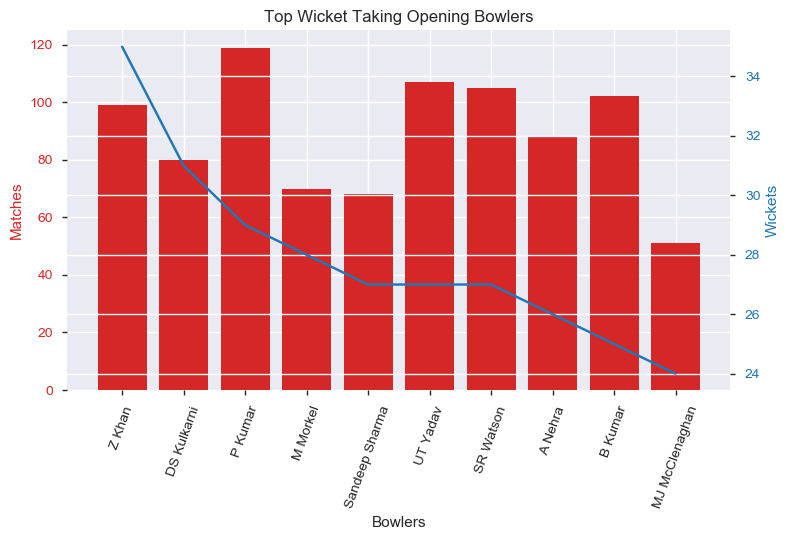 Top Wicket Taking Opening Bowlers
120
100
80
60
40
20
0
Matches
34
32
30
28
26
24
Wickets
Z Khan
DS Kulkarni
P Kumar
M Morkel
Sandeep Sharma
UT Yadav
SR Watson
A Nehra
B Kumar
MJ McClenaghan
Bowlers